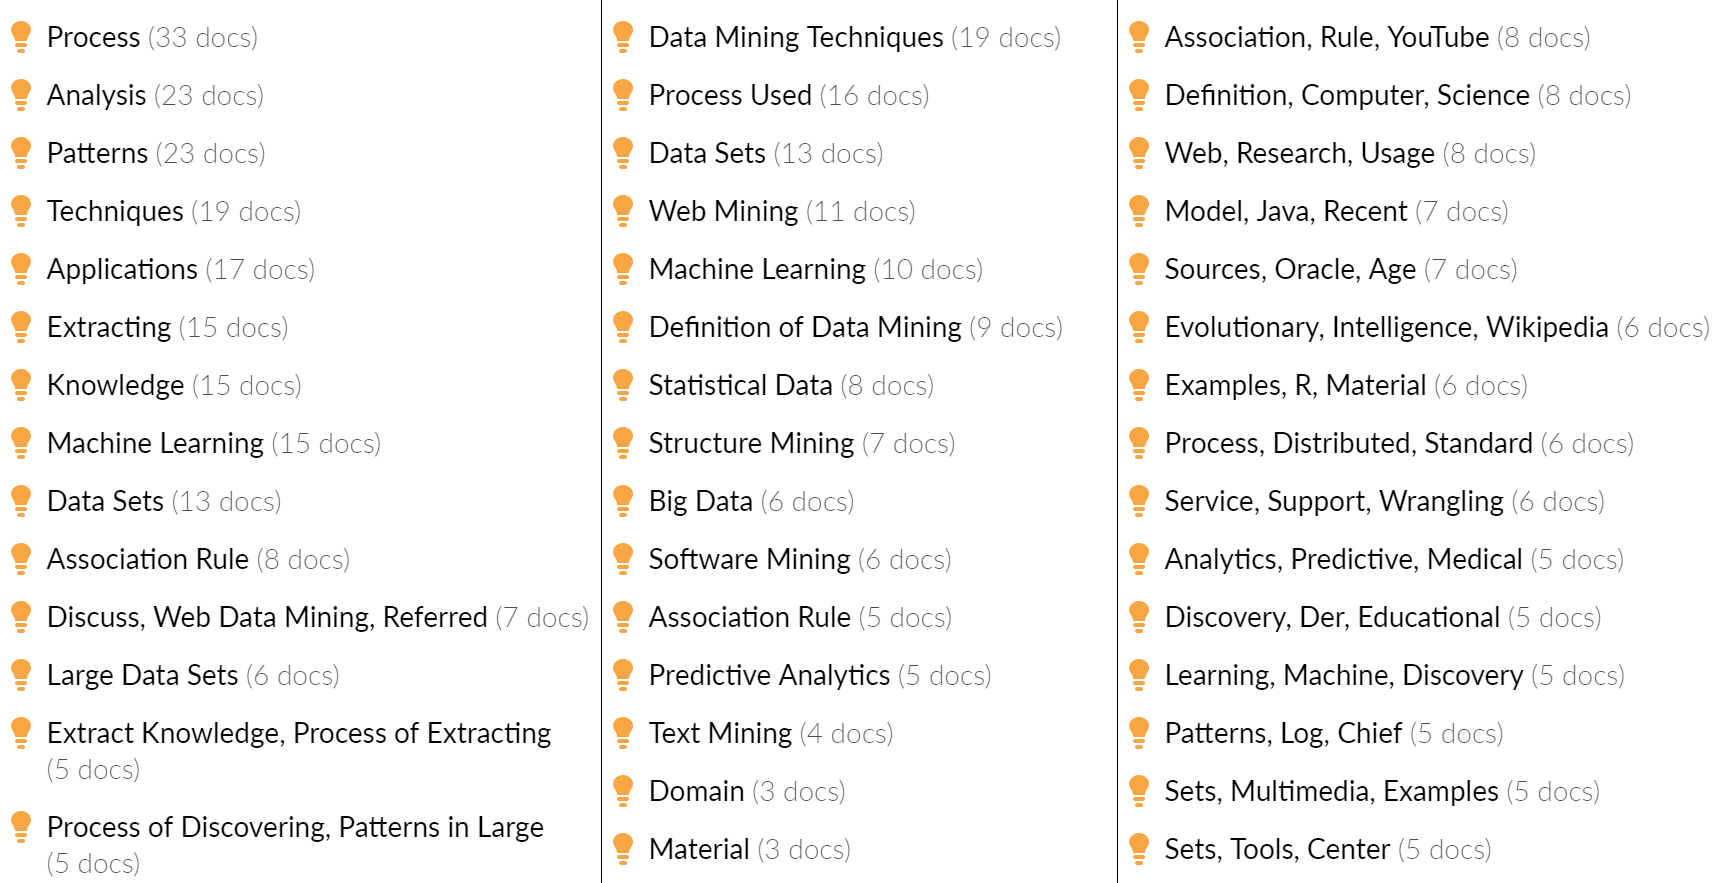 Process (33 docs)
Analysis (23 docs)
Patterns (23 docs)
Techniques (19 docs)
Applications (17 docs)
Extracting (15 docs)
Knowledge (15 docs)
Machine Learning (15 docs)
Data Sets (13 docs)
Association Rule (8 docs)
Discuss, Web Data Mining, Referred (7 docs)
Large Data Sets (6 docs)
Extract Knowledge, Process of Extracting
(5 docs)
Process of Discovering, Patterns in Large
(5 docs)
Data Mining Techniques (19 docs)
Process Used (16 docs)
Data Sets (13 docs)
Web Mining (11 docs)
Machine Learning (10 docs)
Definition of Data Mining (9 docs)
Statistical Data (8 docs)
Structure Mining (7 docs)
Big Data (6 docs)
Software Mining (6 docs)
Association Rule (5 docs)
Predictive Analytics (5 docs)
Text Mining (4 docs)
Domain (3 docs)
Material (3 docs)
Association, Rule, YouTube (8 docs)
Definition, Computer, Science (8 docs)
Web, Research, Usage (8 docs)
Model, Java, Recent (7 docs)
Sources, Oracle, Age (7 docs)
Evolutionary, Intelligence, Wikipedia (6 docs)
Examples, R, Material (6 docs)
Process, Distributed, Standard (6 docs)
Service, Support, Wrangling (6 docs)
Analytics, Predictive, Medical (5 docs)
Discovery, Der, Educational (5 docs)
Learning, Machine, Discovery (5 docs)
Patterns, Log, Chief (5 docs)
Sets, Multimedia, Examples (5 docs)
Sets, Tools, Center (5 docs)